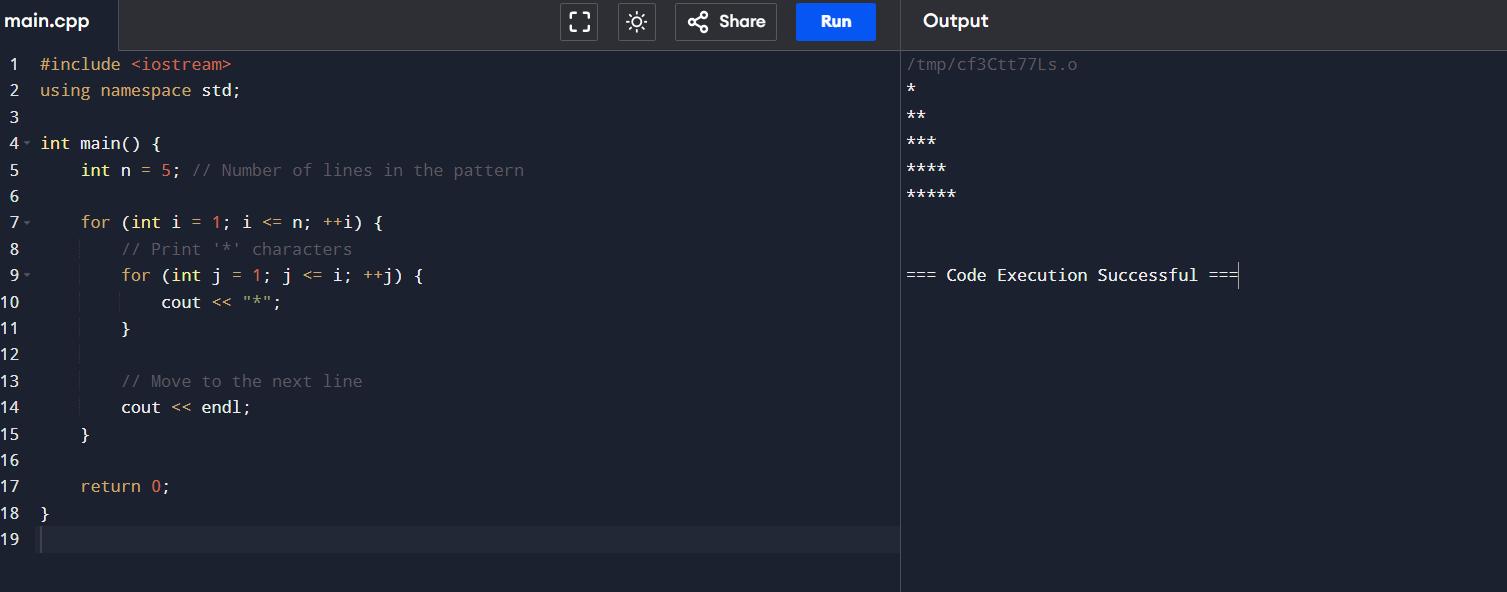 main.cpp
Share
Run
Output
1 #include <iostream>
2 using namespace std;
3
4 int main() {
5     int n = 5; // Number of lines in the pattern
6
7     for (int i = 1; i <= n; ++i) {
8         // Print '*' characters
9         for (int j = 1; j <= i; ++j) {
10             cout << "*";
11         }
12
13         // Move to the next line
14         cout << endl;
15     }
16
17     return 0;
18 }
19
/tmp/cf3Ctt77Ls.o
*
**
***
****
*****
=== Code Execution Successful ===